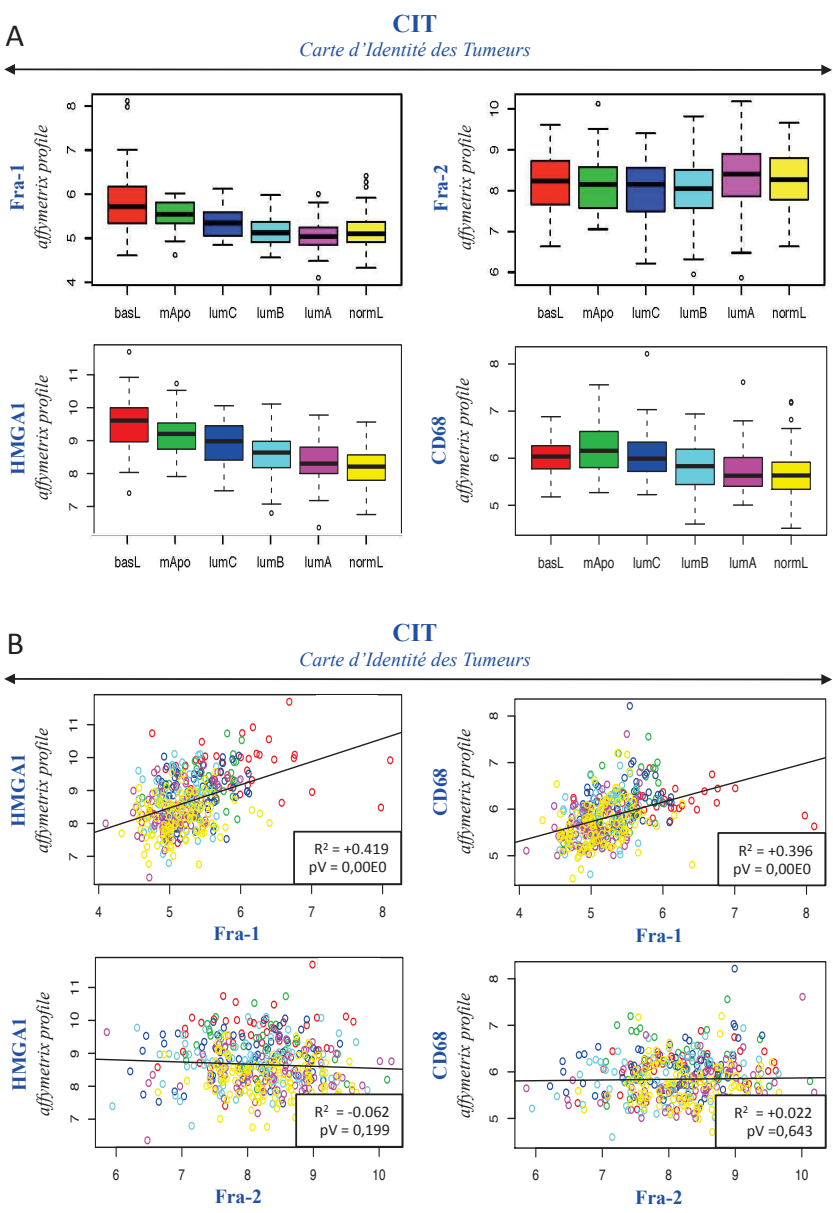 A
CIT
Carte d'Identité des Tumeurs
Fra-1
affymetrix profile
8
7
6
5
4
basL mApo lumC lumB lumA normL
Fra-2
affymetrix profile
10
9
8
7
6
basL mApo lumC lumB lumA normL
HMGA1
affymetrix profile
11
10
9
8
7
basL mApo lumC lumB lumA normL
CD68
affymetrix profile
8
7
6
5
basL mApo lumC lumB lumA normL
B
CIT
Carte d'Identité des Tumeurs
HMGA1
affymetrix profile
11
10
9
8
7
R² = +0.419
pV = 0,00E0
4 5 6 7 8
Fra-1
CD68
affymetrix profile
8
7
6
5
R² = +0.396
pV = 0,00E0
4 5 6 7 8
Fra-1
HMGA1
affymetrix profile
11
10
9
8
7
R² = -0.062
pV = 0,199
6 7 8 9 10
Fra-2
CD68
affymetrix profile
8
7
6
5
R² = +0.022
pV =0,643
6 7 8 9 10
Fra-2